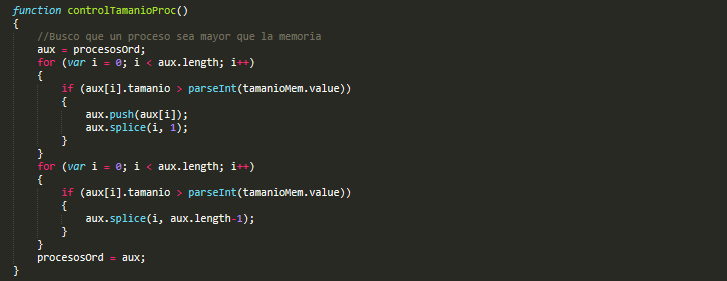 function controlTamanioProc()
{
    //Busco que un proceso sea mayor que la memoria
    aux = procesosOrd;
    for (var i = 0; i < aux.length; i++)
    {
        if (aux[i].tamanio > parseInt(tamanioMem.value))
        {
            aux.push(aux[i]);
            aux.splice(i, 1);
        }
    }
    for (var i = 0; i < aux.length; i++)
    {
        if (aux[i].tamanio > parseInt(tamanioMem.value))
        {
            aux.splice(i, aux.length-1);
        }
    }
    procesosOrd = aux;
}